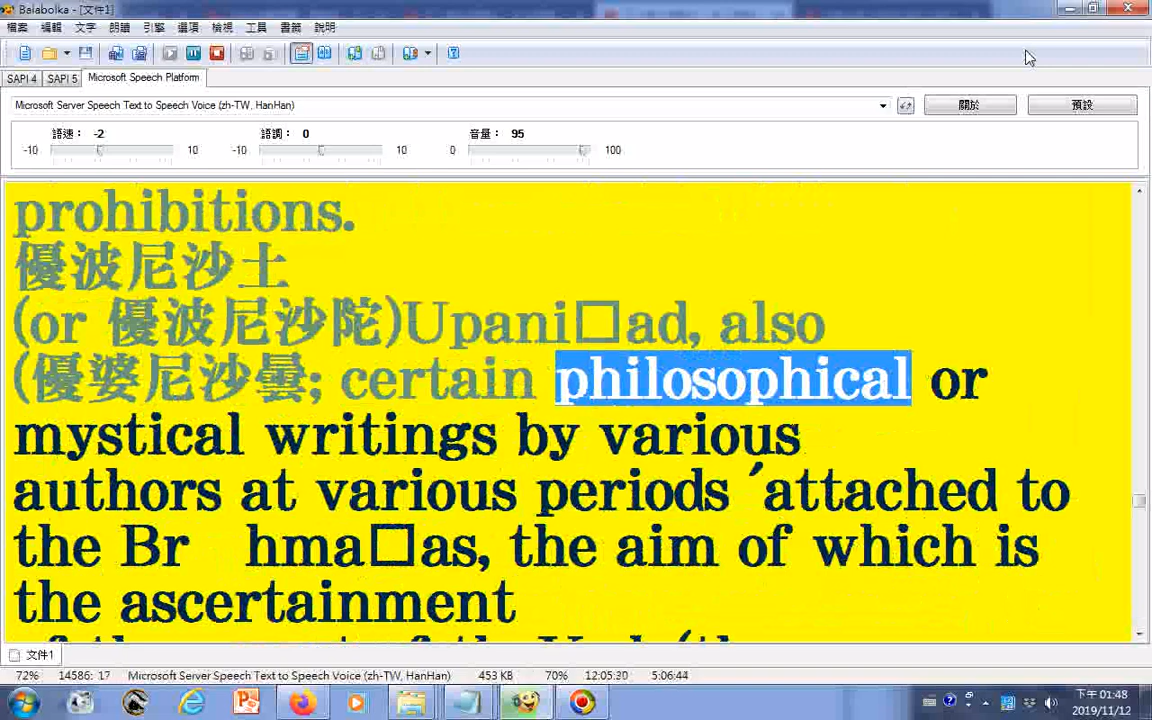 Balabolka - [文件1]
檔案 編輯 文字 朗讀 引擎 選項 檢視 工具 書籤 說明
SAPI 4 SAPI 5 Microsoft Speech Platform
Microsoft Server Speech Text to Speech Voice (zh-TW, HanHan) 關於 預設
語速： -2 語調： 0 音量： 95
-10 10 -10 10 0 100
prohibitions.
優波尼沙土
(or 優波尼沙陀)Upani□ad, also
(優婆尼沙曇; certain philosophical or
mystical writings by various
authors at various periods ´attached to
the Br hma□as, the aim of which is
the ascertainment
文件1
72% 14586: 17 Microsoft Server Speech Text to Speech Voice (zh-TW, HanHan) 453 KB 70% 12:05:30 5:06:44
下午 01:48
2019/11/12